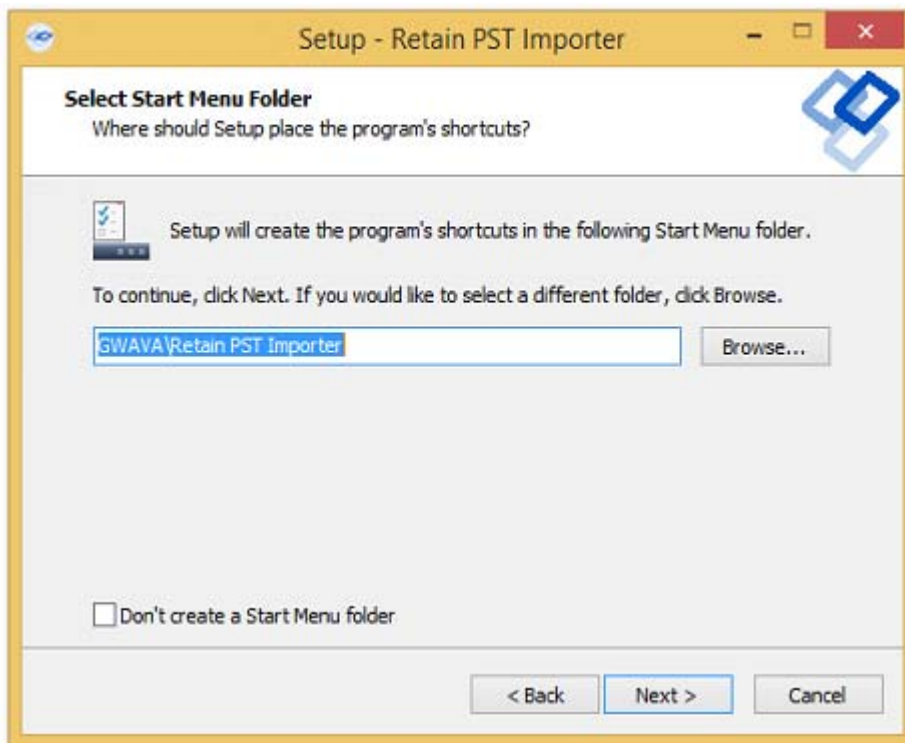 Setup - Retain PST Importer
Select Start Menu Folder
Where should Setup place the program's shortcuts?
Setup will create the program's shortcuts in the following Start Menu folder.
To continue, click Next. If you would like to select a different folder, click Browse.
GWAVA\Retain PST Importer
Browse...
Don't create a Start Menu folder
< Back
Next >
Cancel